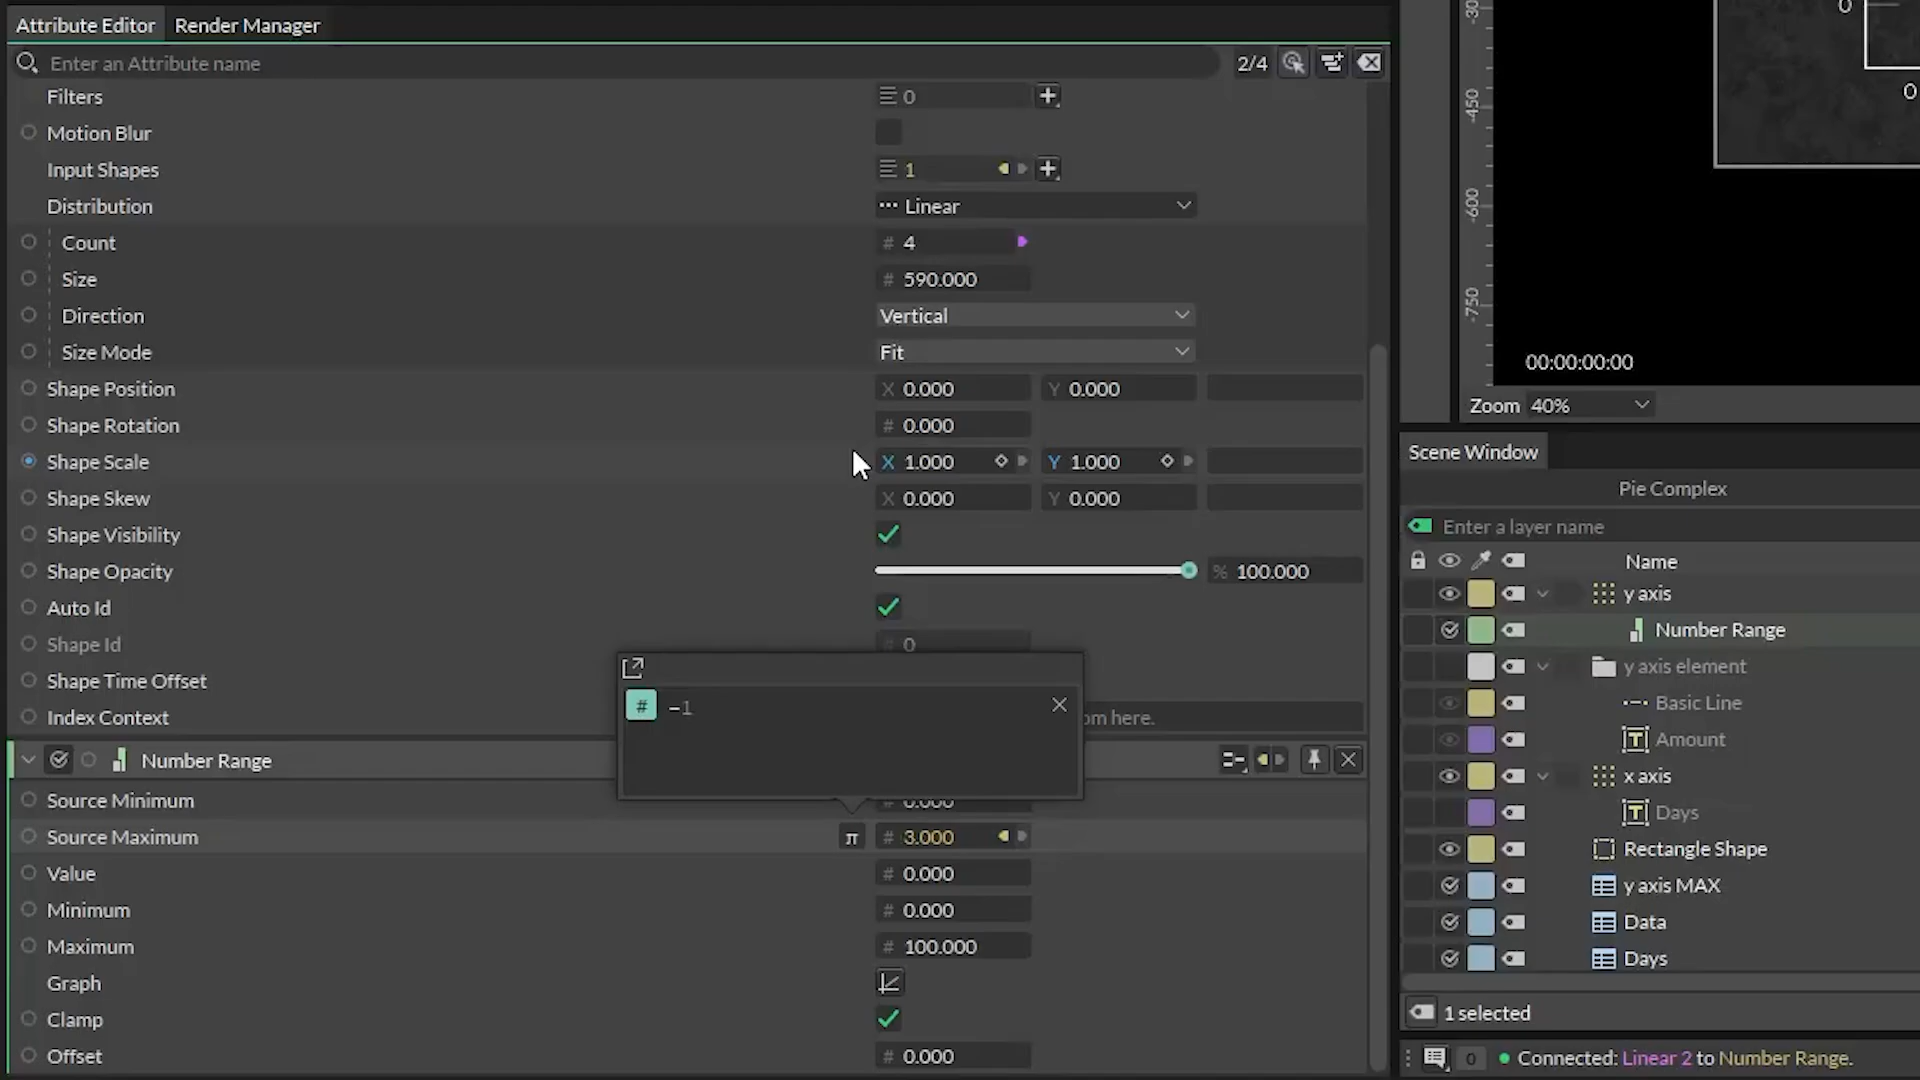 Attribute Editor
Render Manager
Enter an Attribute name
2/4
Filters
0
Motion Blur
Input Shapes
1
Distribution
Linear
Count
# 4
Size
# 590.000
Direction
Vertical
Size Mode
Fit
Shape Position
X 0.000
Y 0.000
Shape Rotation
# 0.000
Shape Scale
X 1.000
Y 1.000
Shape Skew
X 0.000
Y 0.000
Shape Visibility
Shape Opacity
% 100.000
Auto Id
Shape Id
0
Shape Time Offset
Index Context
om here.
# -1
Number Range
Source Minimum
0.000
Source Maximum
π # 3.000
Value
# 0.000
Minimum
# 0.000
Maximum
# 100.000
Graph
Clamp
Offset
# 0.000
-30
-450
-600
-750
0
0
00:00:00:00
Zoom 40%
Scene Window
Pie Complex
Enter a layer name
Name
y axis
Number Range
y axis element
Basic Line
T Amount
x axis
T Days
Rectangle Shape
y axis MAX
Data
Days
1 selected
0
Connected: Linear 2 to Number Range.